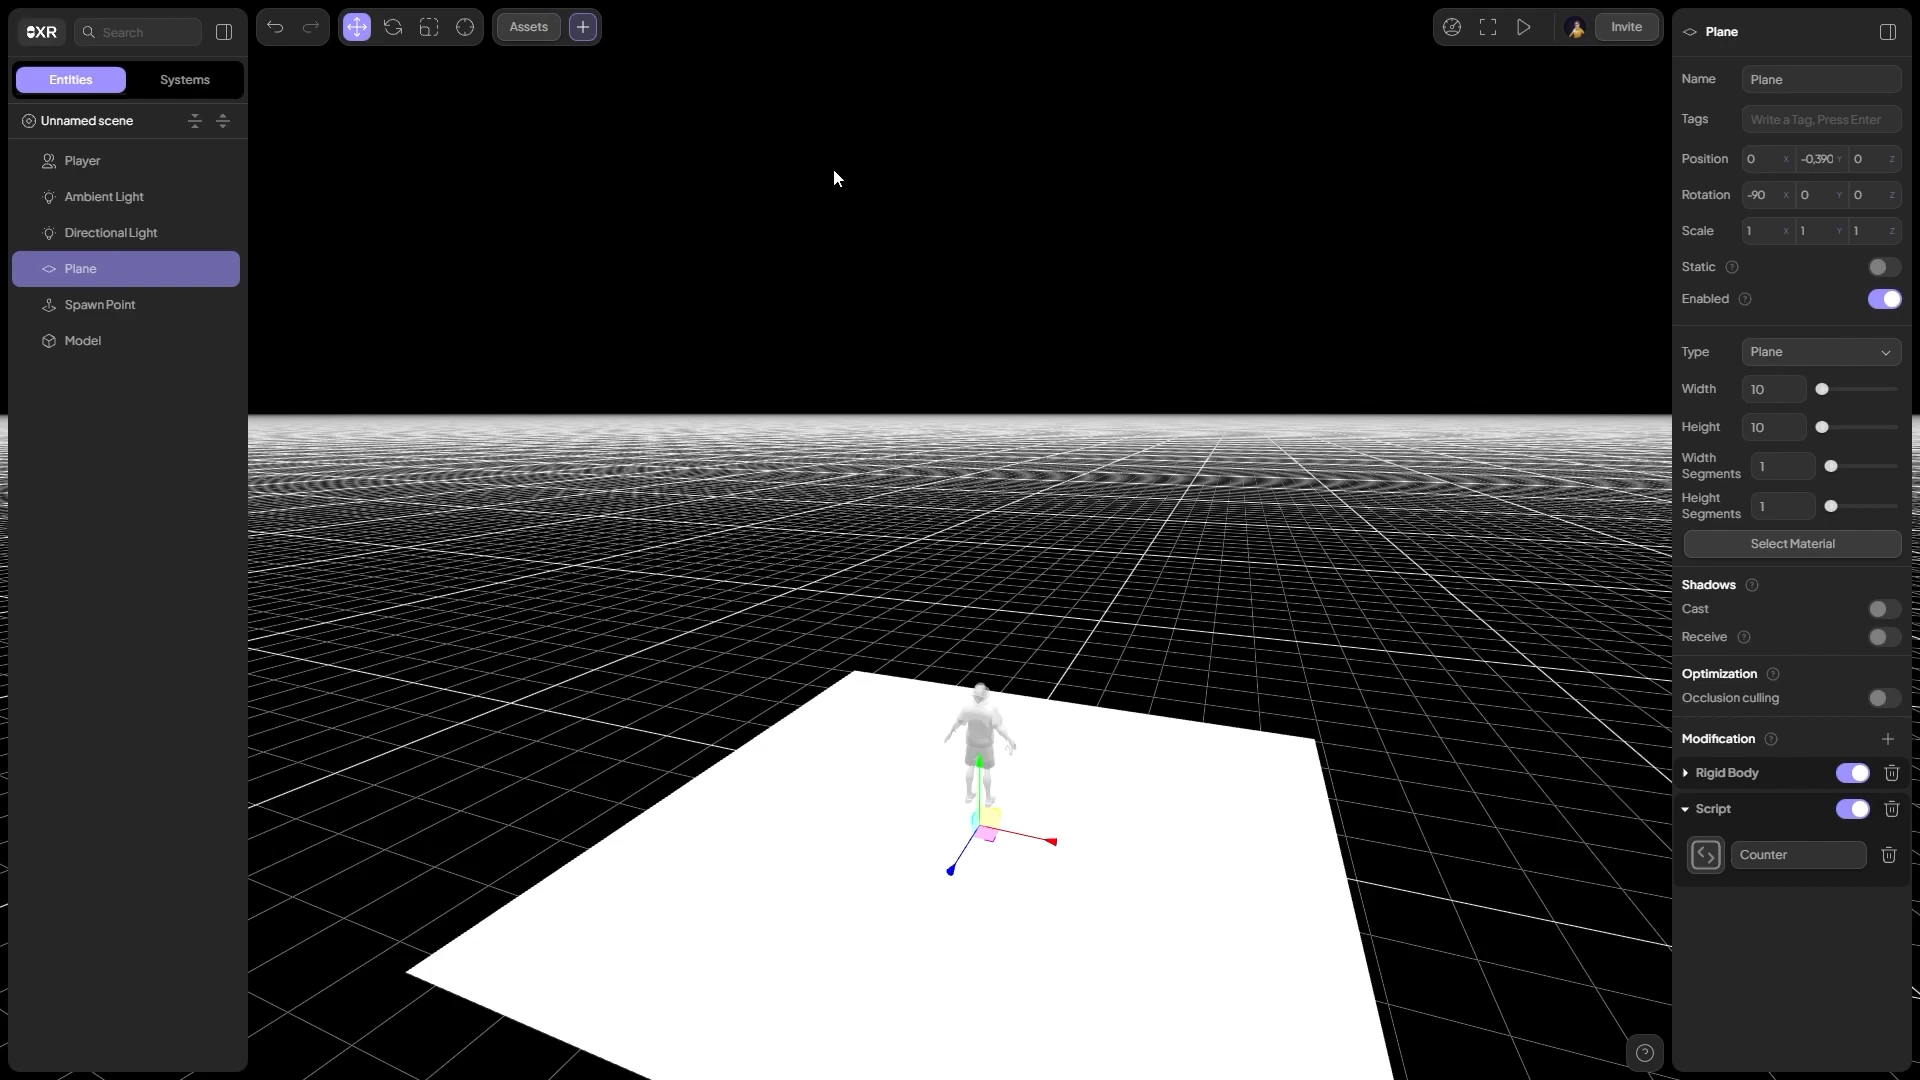 XR
Search
Entities
Systems
Unnamed scene
Player
Ambient Light
Directional Light
Plane
Spawn Point
Model
Assets
Invite
Plane
Name
Plane
Tags
Write a Tag, Press Enter
Position
0 X -0,390 Y 0 Z
Rotation
-90 X 0 Y 0 Z
Scale
1 X 1 Y 1 Z
Static
Enabled
Type
Plane
Width
10
Height
10
Width
Segments
1
Height
Segments
1
Select Material
Shadows
Cast
Receive
Optimization
Occlusion culling
Modification
Rigid Body
Script
Counter